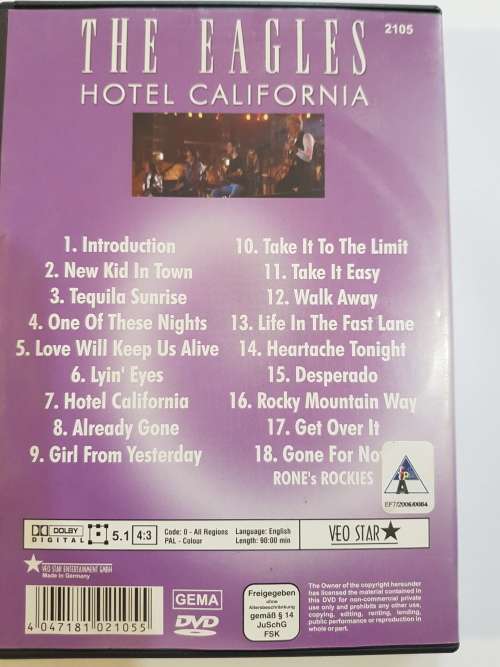 THE EAGLES
2105
HOTEL CALIFORNIA
1. Introduction
2. New Kid In Town
3. Tequila Sunrise
4. One Of These Nights
5. Love Will Keep Us Alive
6. Lyin' Eyes
7. Hotel California
8. Already Gone
9. Girl From Yesterday
10. Take It To The Limit
11. Take It Easy
12. Walk Away
13. Life In The Fast Lane
14. Heartache Tonight
15. Desperado
16. Rocky Mountain Way
17. Get Over It
18. Gone For Now
RONE's ROCKIES
DOLBY
DIGITAL
5.1
4:3
Code: 0 - All Regions
PAL - Colour
Language: English
Length: 90:00 min
VEO STAR
VEO STAR ENTERTAINMENT GMBH
Made in Germany
4 047181 021055
GEMA
DVD
VIDEO
Freigegeben
ohne
Altersbeschränkung
gemäß § 14
JuSchG
FSK
The Owner of the copyright hereunder
has licensed the material contained in
this DVD for non-commercial private
use only and prohibits any other use,
copying, editing, renting, lending,
public performance or reproduction in
whole or part.